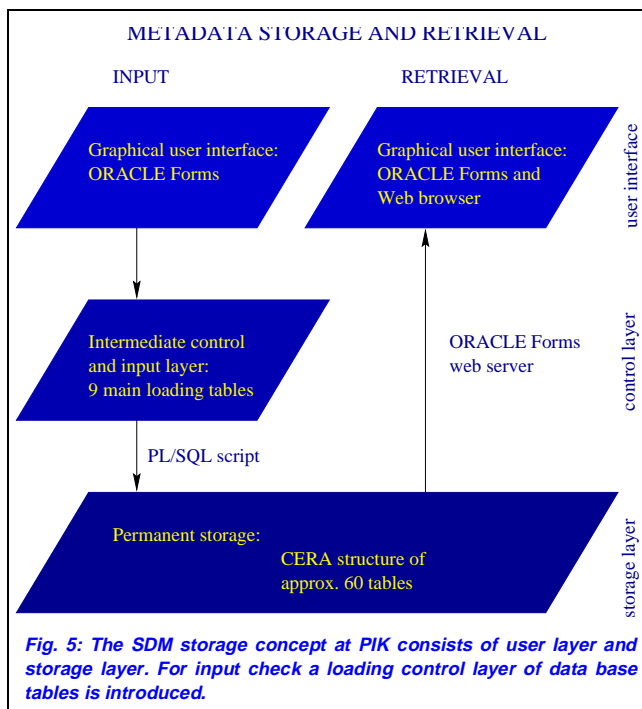 METADATA STORAGE AND RETRIEVAL
INPUT
RETRIEVAL
Graphical user interface:
ORACLE Forms
Graphical user interface:
ORACLE Forms and
Web browser
user interface
Intermediate control
and input layer:
9 main loading tables
ORACLE Forms
web server
control layer
PL/SQL script
Permanent storage:
CERA structure of
approx. 60 tables
storage layer
Fig. 5: The SDM storage concept at PIK consists of user layer and
storage layer. For input check a loading control layer of data base
tables is introduced.